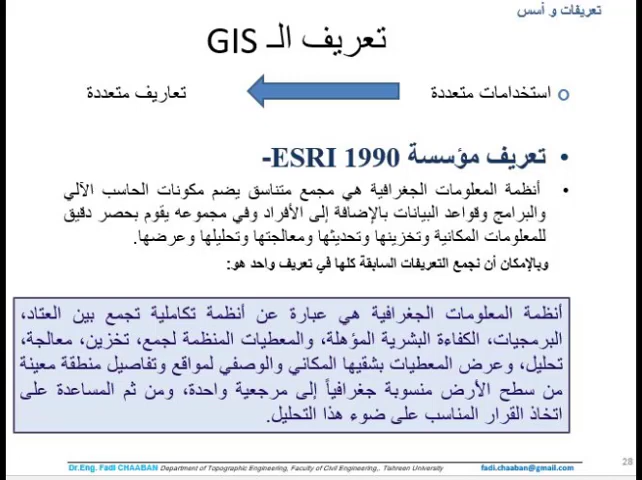 تعريفات و أسس
تعريف الـ GIS
استخدامات متعددة
تعاريف متعددة
• تعريف مؤسسة ESRI 1990-
• أنظمة المعلومات الجغرافية هي مجمع متناسق يضم مكونات الحاسب الآلي
والبرامج وقواعد البيانات بالإضافة إلى الأفراد وفي مجموعه يقوم بحصر دقيق
للمعلومات المكانية وتخزينها وتحديثها ومعالجتها وتحليلها وعرضها.
وبالإمكان أن نجمع التعريفات السابقة كلها في تعريف واحد هو:
أنظمة المعلومات الجغرافية هي عبارة عن أنظمة تكاملية تجمع بين العتاد،
البرمجيات، الكفاءة البشرية المؤهلة، والمعطيات المنظمة لجمع، تخزين، معالجة،
تحليل، وعرض المعطيات بشقيها المكاني والوصفي لمواقع وتفاصيل منطقة معينة
من سطح الأرض منسوبة جغرافياً إلى مرجعية واحدة، ومن ثم المساعدة على
اتخاذ القرار المناسب على ضوء هذا التحليل.
Dr.Eng. Fadi CHAABAN Department of Topographic Engineering, Faculty of Civil Engineering,. Tishreen University fadi.chaaban@gmail.com
28